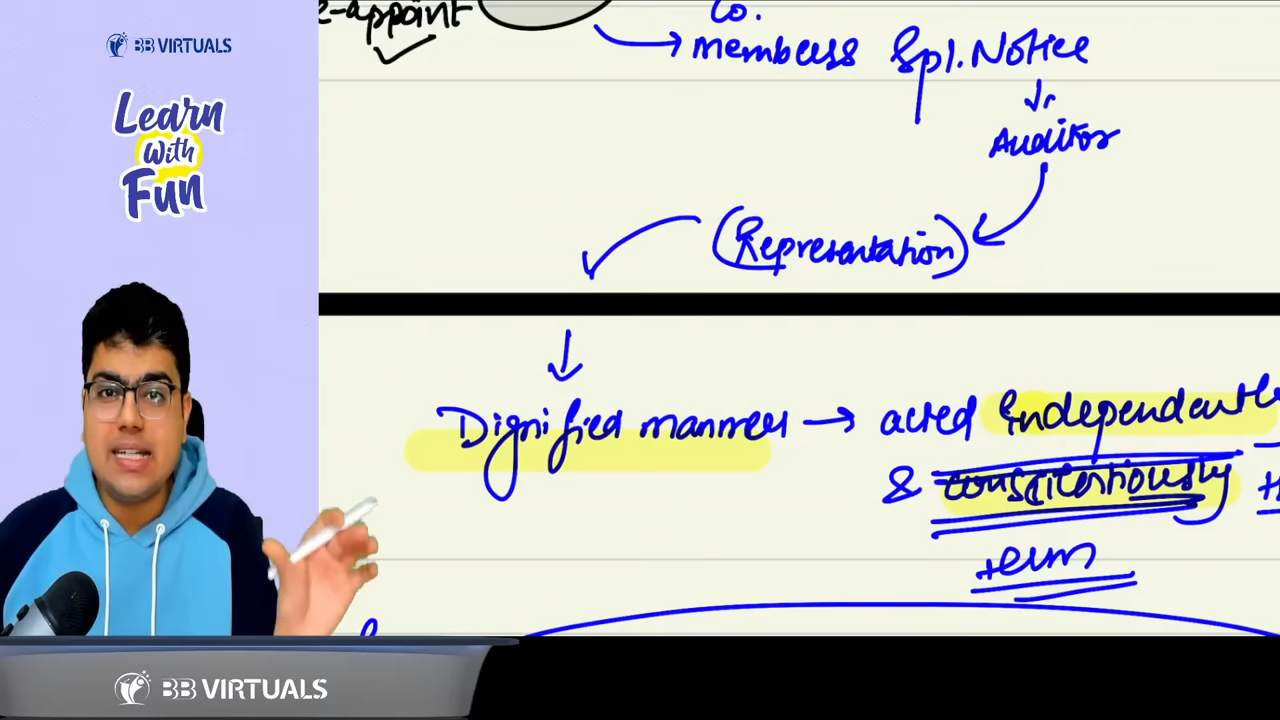 BB VIRTUALS
Learn
With
Fun
e-appoint
Co.
members Spl. Notice
Auditor
(Representation)
Dignified manner → acted independentl
& conscientiously
term
BB VIRTUALS